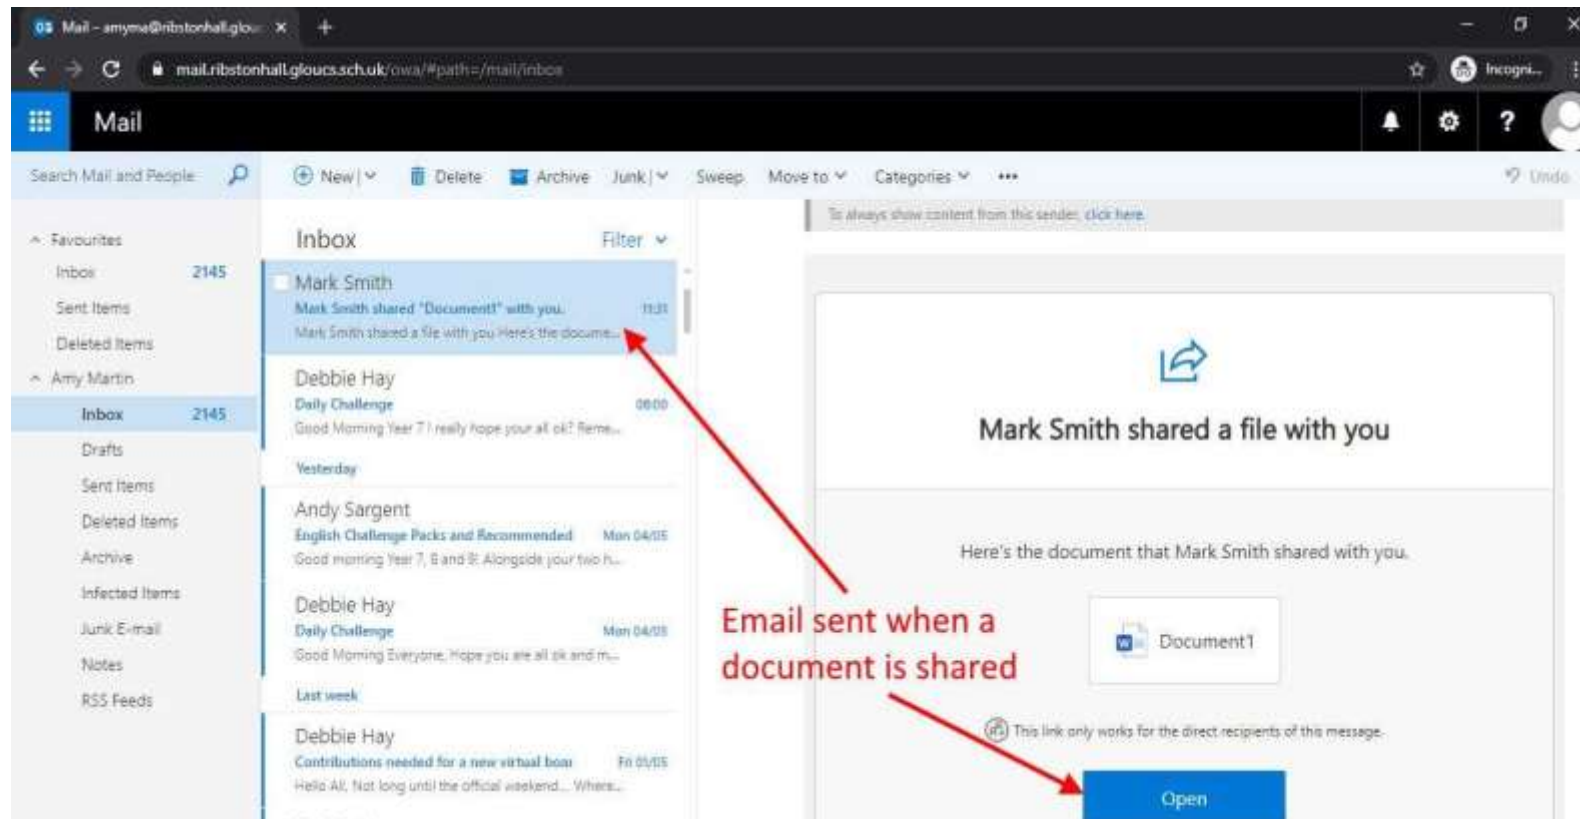 Mail – amyma@ribstonhall.glou
mail.ribstonhall.gloucs.sch.uk/owa/#path=/mail/inbox
Incogni...
Mail
?
Search Mail and People
New
Delete
Archive
Junk
Sweep
Move to
Categories
Undo
To always show content from this sender, click here.
Favourites
Inbox 2145
Sent Items
Deleted Items
Amy Martin
Inbox 2145
Drafts
Sent Items
Deleted Items
Archive
Infected Items
Junk E-mail
Notes
RSS Feeds
Inbox
Filter
Mark Smith
Mark Smith shared "Document1" with you. 11:31
Mark Smith shared a file with you Here's the docume...
Debbie Hay
Daily Challenge 08:00
Good Morning Year 7 I really hope your all ok? Reme...
Yesterday
Andy Sargent
English Challenge Packs and Recommended Mon 04/05
Good morning Year 7, 8 and 9! Alongside your two h...
Debbie Hay
Daily Challenge Mon 04/05
Good Morning Everyone, Hope you are all ok and m...
Last week
Debbie Hay
Contributions needed for a new virtual boar Fri 01/05
Hello All, Not long until the official weekend.... Where...
Mark Smith shared a file with you
Here's the document that Mark Smith shared with you.
Document1
This link only works for the direct recipients of this message.
Open
Email sent when a
document is shared